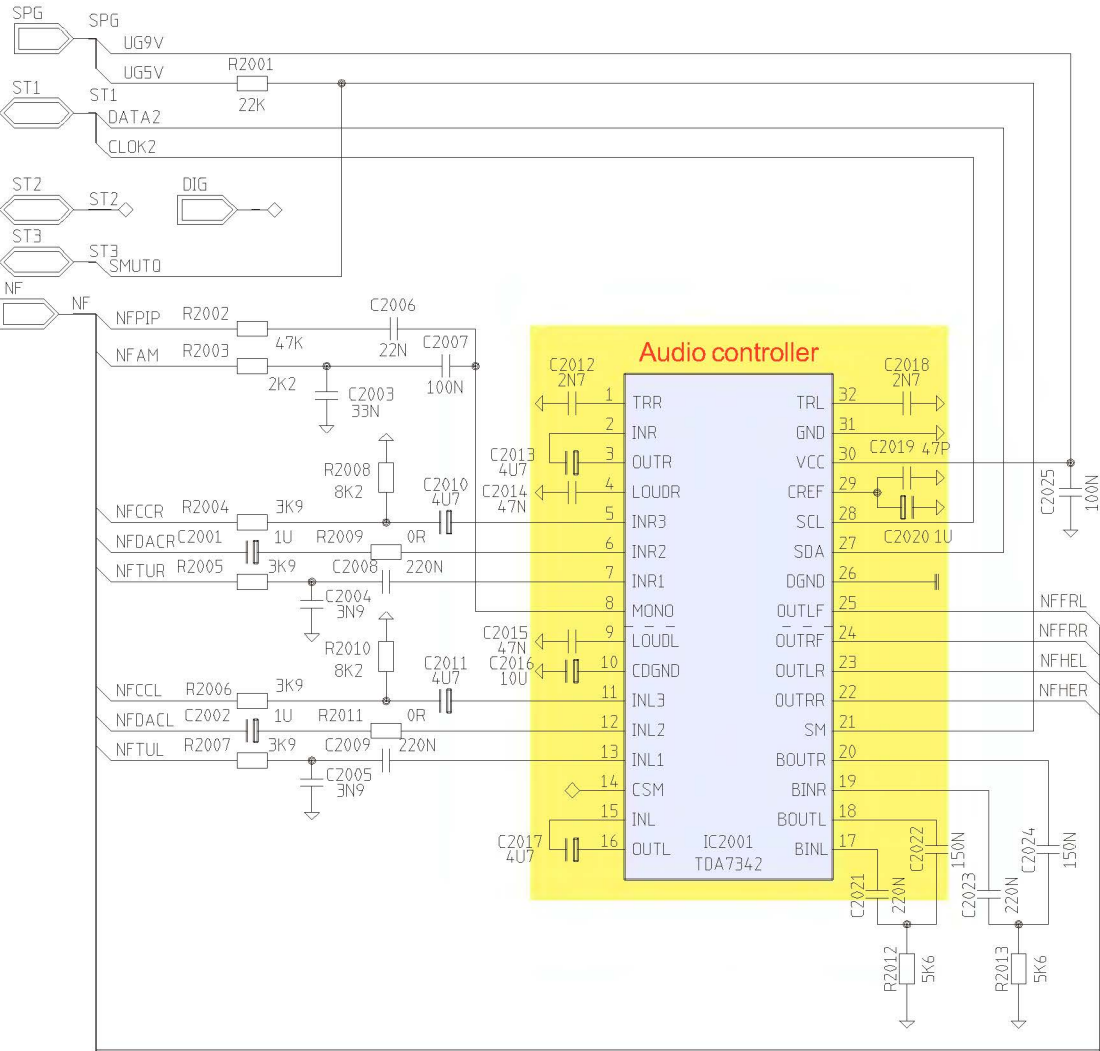 SPG SPG
UG9V
UG5V R2001
22K
ST1 ST1
DATA2
CLOK2
ST2 ST2 DIG
ST3 ST3
SMUTQ
NF NF
NFPIP R2002 47K C2006 22N
NFAM R2003 2K2 C2007 100N
C2003 33N
R2008 8K2
C2010 4U7
NFCCR R2004 3K9
NFDACR C2001 1U R2009 0R
NFTUR R2005 3K9 C2008 220N
C2004 3N9
R2010 8K2
C2011 4U7
NFCCL R2006 3K9
NFDACL C2002 1U R2011 0R
NFTUL R2007 3K9 C2009 220N
C2005 3N9
Audio controller
C2012 2N7
C2018 2N7
C2013 4U7
C2014 47N
C2019 47P
C2020 1U
C2025 100N
C2015 47N
C2016 10U
C2017 4U7
1 TRR TRL 32
2 INR GND 31
3 OUTR VCC 30
4 LOUDR CREF 29
5 INR3 SCL 28
6 INR2 SDA 27
7 INR1 DGND 26
8 MONO OUTLF 25
9 LOUDL OUTRF 24
10 CDGND OUTLR 23
11 INL3 OUTRR 22
12 INL2 SM 21
13 INL1 BOUTR 20
14 CSM BINR 19
15 INL BOUTL 18
16 OUTL BINL 17
IC2001
TDA7342
NFFRL
NFFRR
NFHEL
NFHER
C2022 150N
C2024 150N
C2021 220N
C2023 220N
R2012 5K6
R2013 5K6